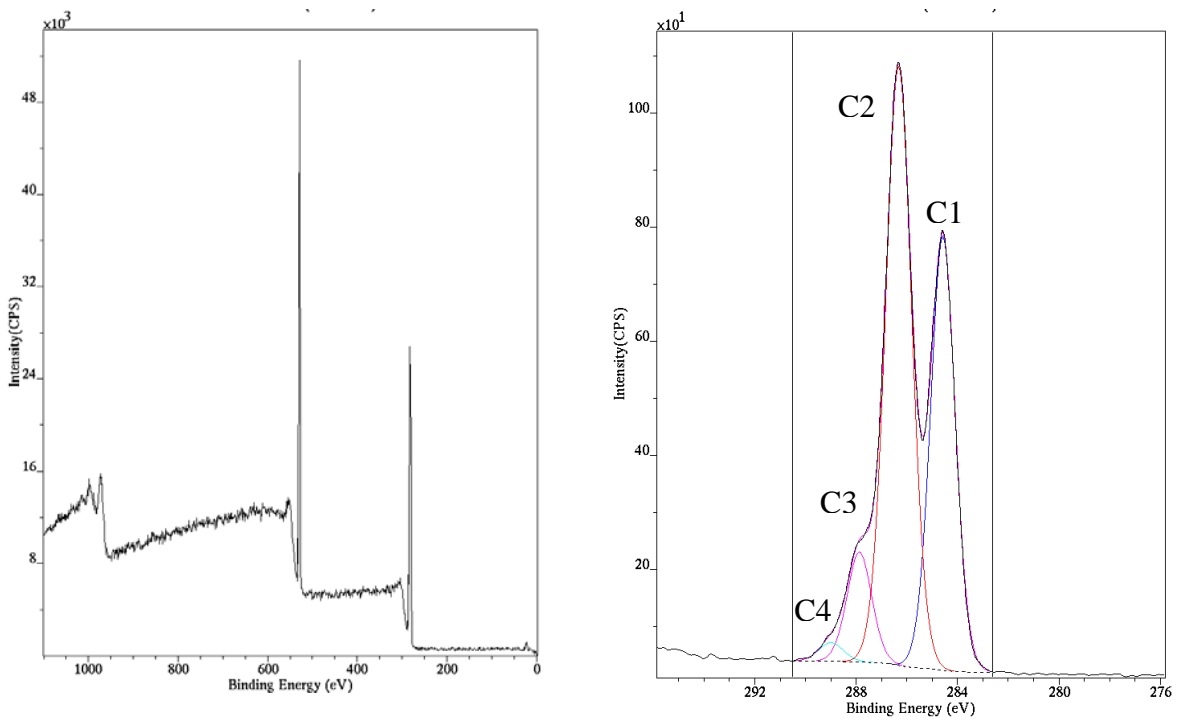 x10³
48
40
32
24
16
8
Intensity(CPS)
1000 800 600 400 200 0
Binding Energy (eV)
x10¹
100
80
60
40
20
Intensity(CPS)
C2
C1
C3
C4
292 288 284 280 276
Binding Energy (eV)